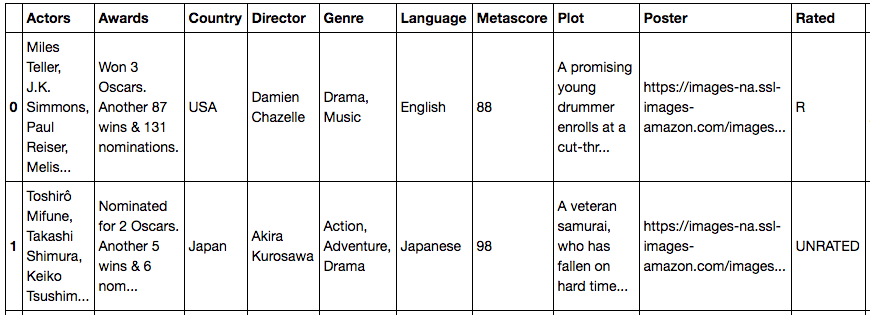 Actors Awards Country Director Genre Language Metascore Plot Poster Rated
0
Miles
Teller,
J.K.
Simmons,
Paul
Reiser,
Melis...
Won 3
Oscars.
Another 87
wins & 131
nominations.
USA
Damien
Chazelle
Drama,
Music
English
88
A promising
young
drummer
enrolls at a
cut-thr...
https://images-na.ssl-
images-
amazon.com/images...
R
1
Toshirô
Mifune,
Takashi
Shimura,
Keiko
Tsushim...
Nominated
for 2 Oscars.
Another 5
wins & 6
nom...
Japan
Akira
Kurosawa
Action,
Adventure,
Drama
Japanese
98
A veteran
samurai,
who has
fallen on
hard time...
https://images-na.ssl-
images-
amazon.com/images...
UNRATED